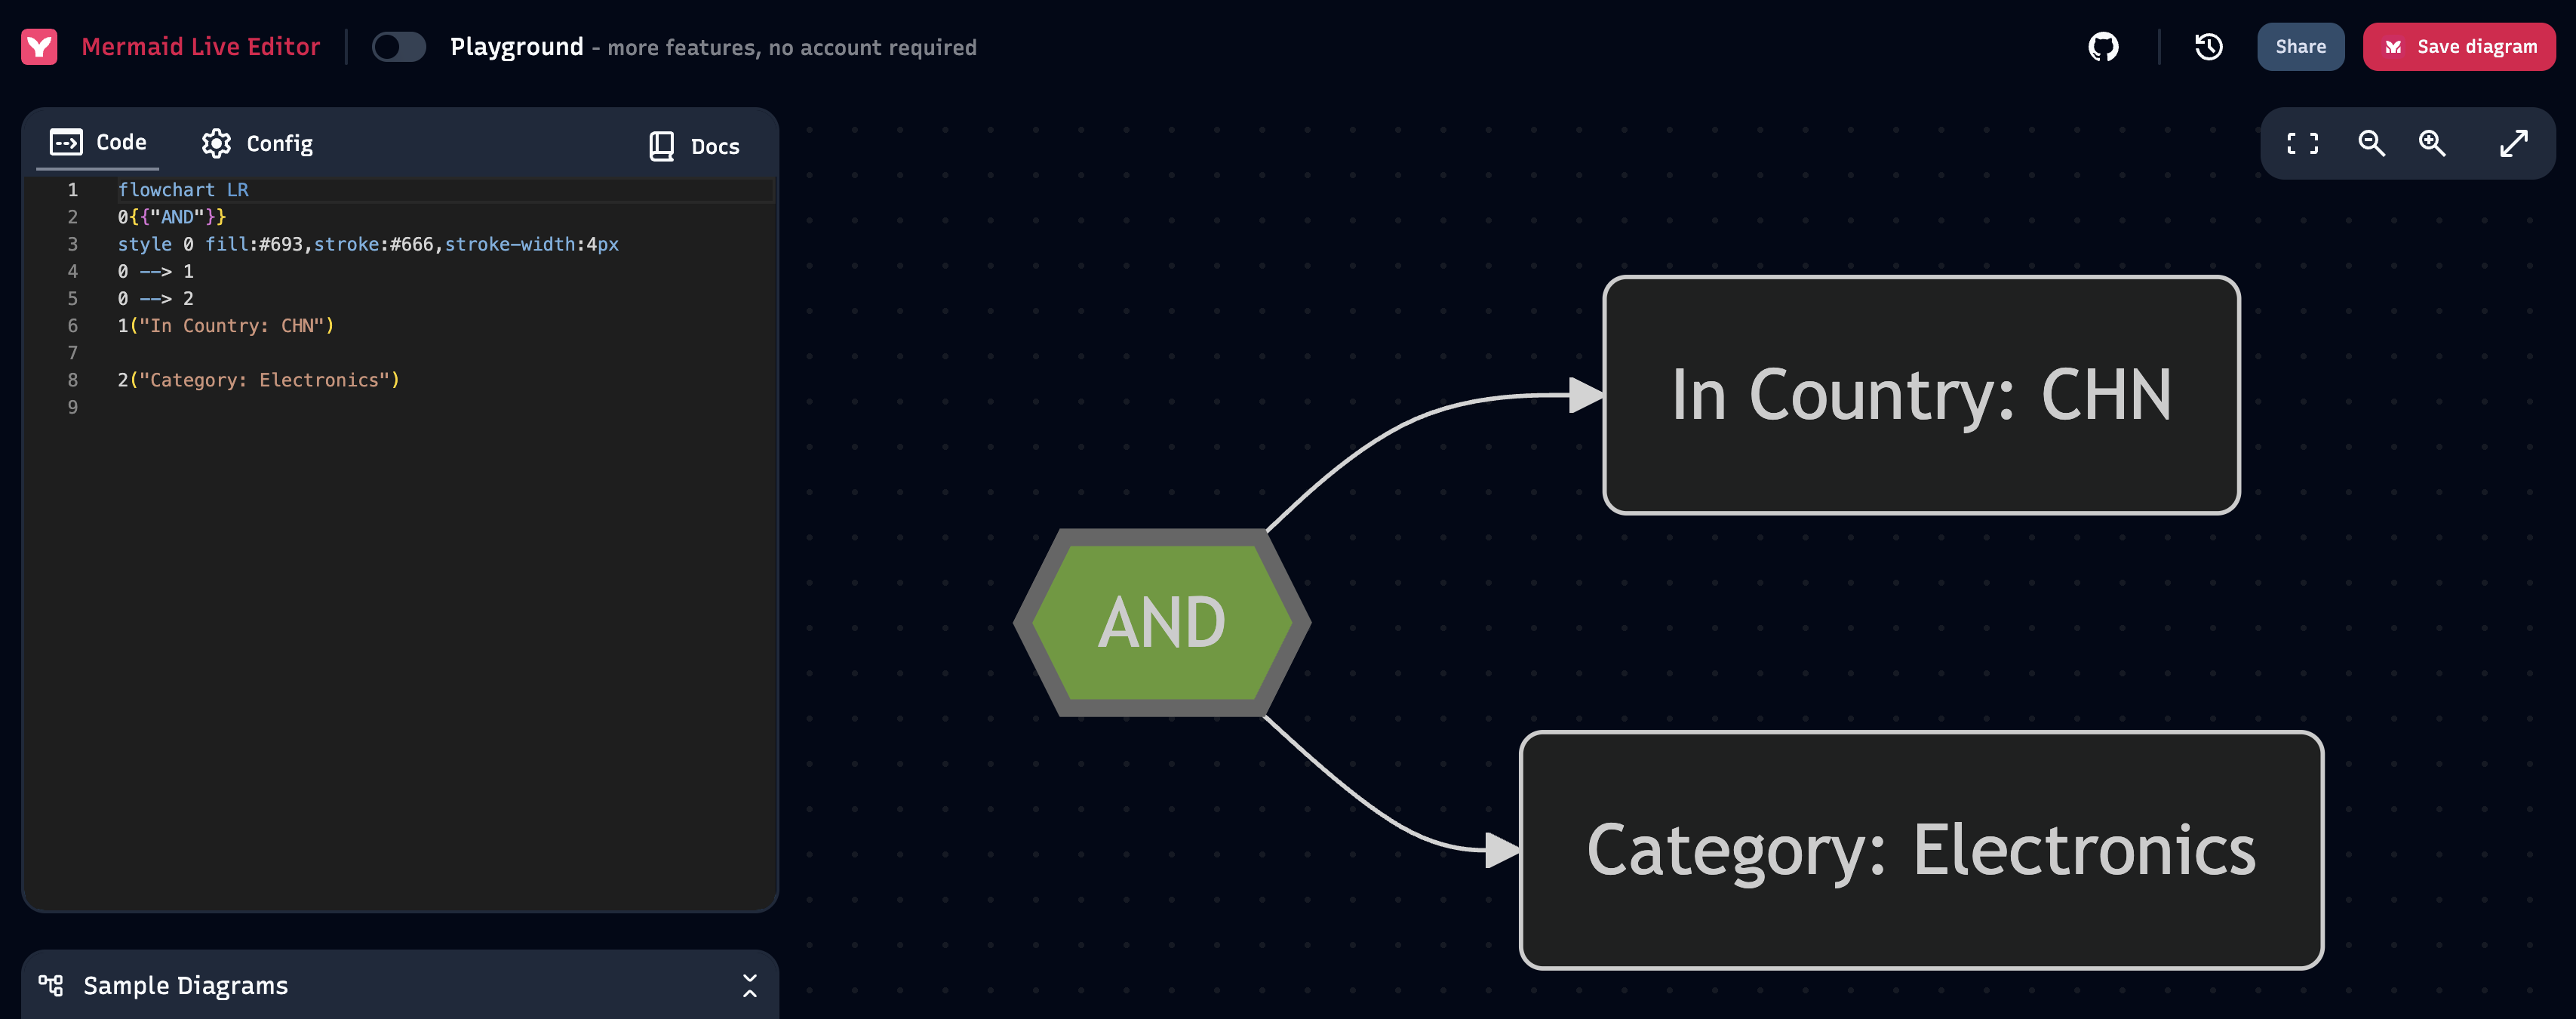 Mermaid Live Editor
Playground - more features, no account required
Share
Save diagram
Code
Config
Docs
1 flowchart LR
2 0{{"AND"}}
3 style 0 fill:#693,stroke:#666,stroke-width:4px
4 0 --> 1
5 0 --> 2
6 1("In Country: CHN")
7
8 2("Category: Electronics")
9
Sample Diagrams
In Country: CHN
AND
Category: Electronics